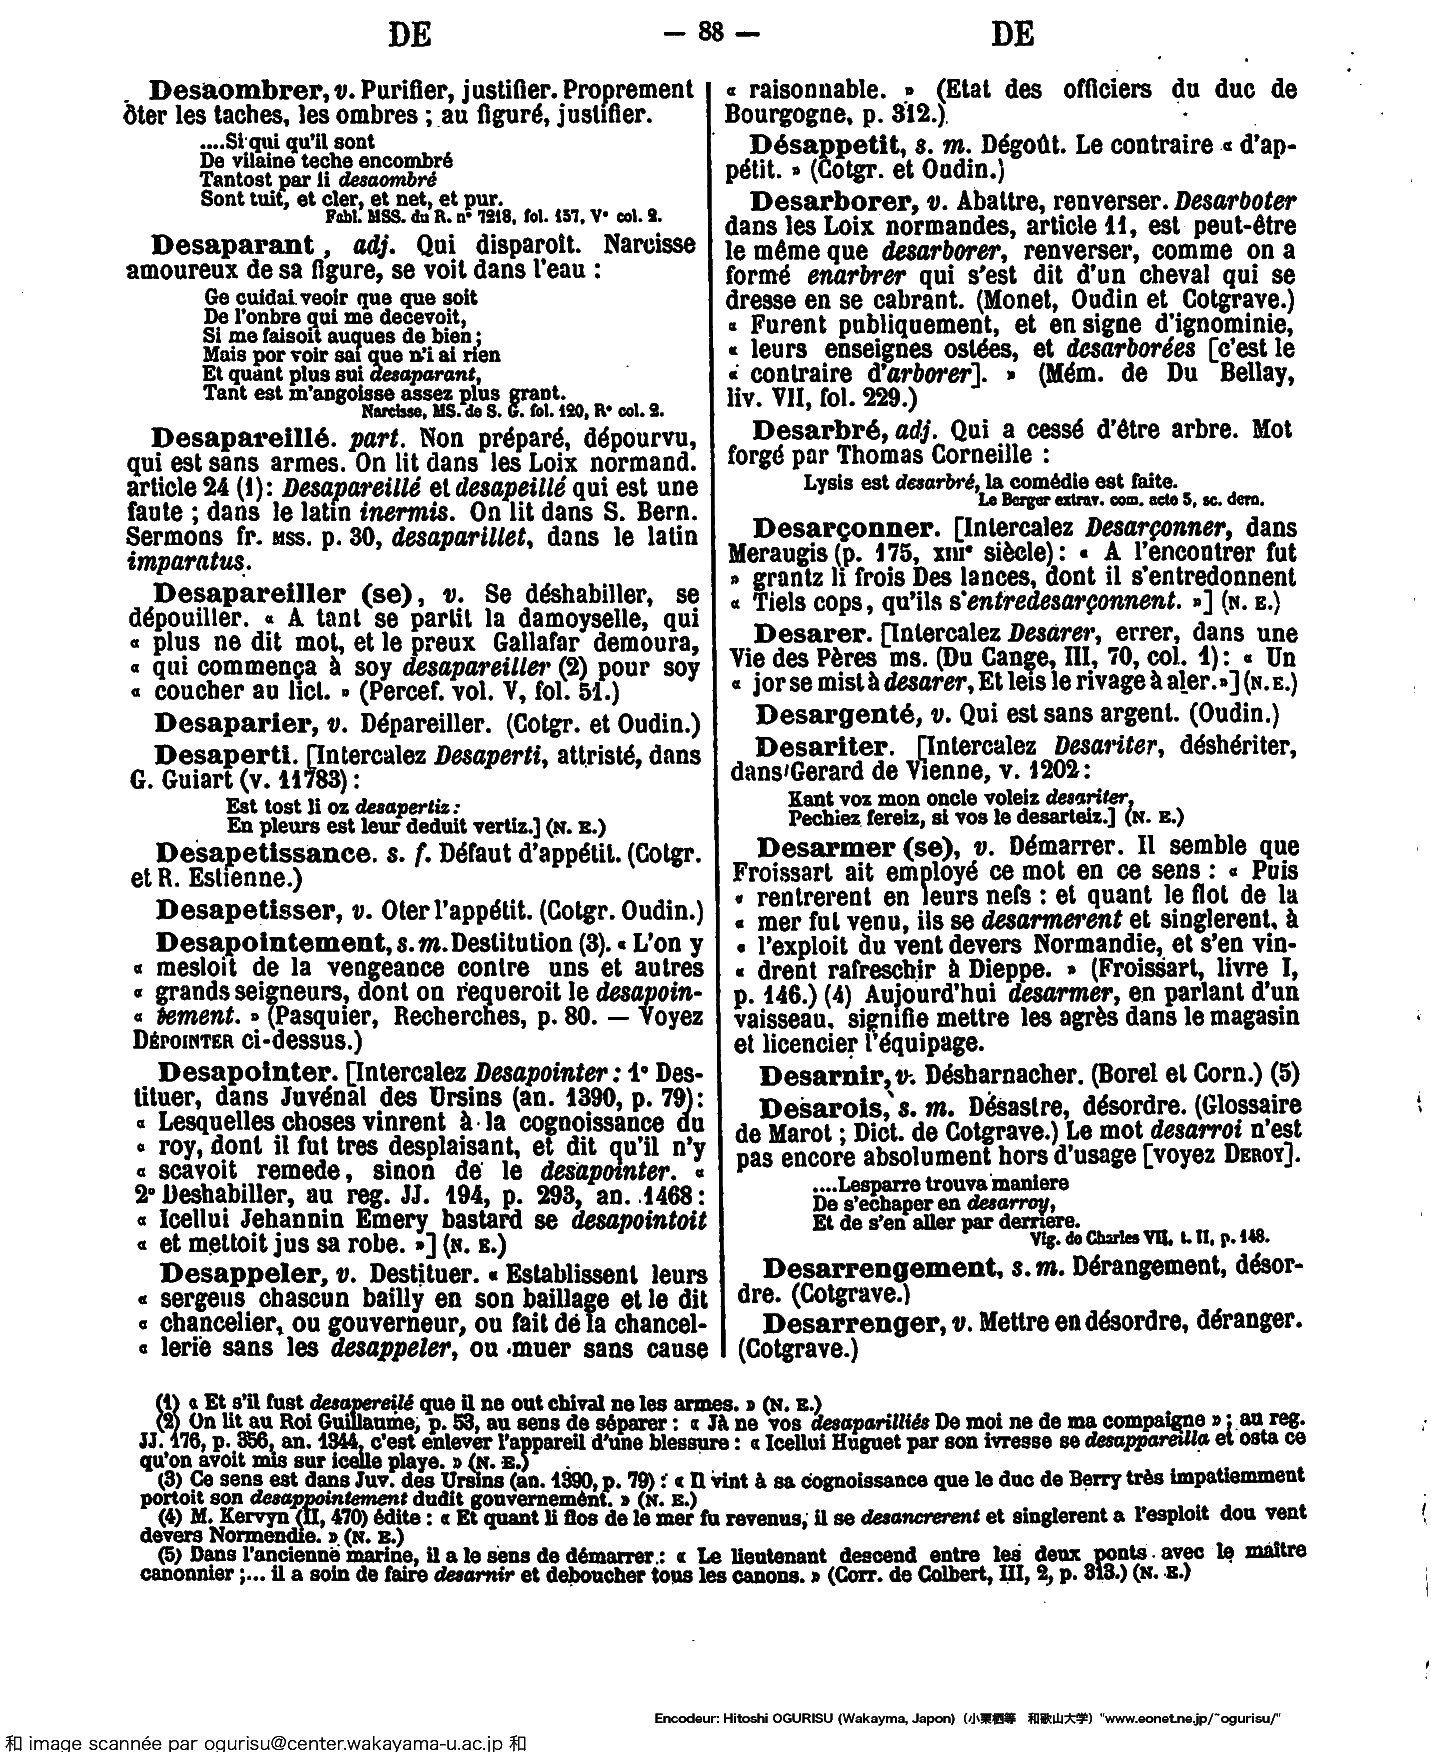 DE — 88 — DE
Desaombrer, v. Purifier, justifier. Proprement
ôter les taches, les ombres ; au figuré, justifier.
....Si qui qu'il sont
De vilaine teche encombré
Tantost par li desaombré
Sont tuit, et cler, et net, et pur.
Fabl. MSS. du R. n° 7218, fol. 157, V° col. 2.
Desaparant, adj. Qui disparoît. Narcisse
amoureux de sa figure, se voit dans l'eau :
Ge cuidai veoir que que soit
De l'onbre qui me decevoit,
Si me faisoit auques de bien ;
Mais por voir sai que n'i ai rien
Et quant plus sui desaparant,
Tant est m'angoisse assez plus grant.
Narcisse, MS. de S. G. fol. 120, R° col. 2.
Desapareillé. part. Non préparé, dépourvu,
qui est sans armes. On lit dans les Loix normand.
article 24 (1) : Desapareillé et desapeillé qui est une
faute ; dans le latin inermis. On lit dans S. Bern.
Sermons fr. MSS. p. 30, desaparillet, dans le latin
imparatus.
Desapareiller (se), v. Se déshabiller, se
dépouiller. « A tant se partit la damoyselle, qui
« plus ne dit mot, et le preux Gallafar demoura,
« qui commença à soy desapareiller (2) pour soy
« coucher au lict. » (Percef. vol. V, fol. 51.)
Desaparier, v. Dépareiller. (Cotgr. et Oudin.)
Desaperti. [Intercalez Desaperti, attristé, dans
G. Guiart (v. 11783) :
Est tost li oz desapertiz :
En pleurs est leur deduit vertiz.] (N. E.)
Desapetissance. s. f. Défaut d'appétit. (Cotgr.
et R. Estienne.)
Desapetisser, v. Oter l'appétit. (Cotgr. Oudin.)
Desapointement, s. m. Destitution (3). « L'on y
« mesloit de la vengeance contre uns et autres
« grands seigneurs, dont on requeroit le desapoin-
« tement. » (Pasquier, Recherches, p. 80. — Voyez
DÉPOINTER ci-dessus.)
Desapointer. [Intercalez Desapointer : 1° Des-
tituer, dans Juvénal des Ursins (an. 1390, p. 79) :
« Lesquelles choses vinrent à la cognoissance du
« roy, dont il fut tres desplaisant, et dit qu'il n'y
« scavoit remede, sinon de le desapointer. «
2° Deshabiller, au reg. JJ. 194, p. 293, an. 1468 :
« Icellui Jehannin Emery bastard se desapointoit
« et mettoit jus sa robe. »] (N. E.)
Desappeler, v. Destituer. « Establissent leurs
« sergeus chascun bailly en son baillage et le dit
« chancelier, ou gouverneur, ou fait de la chancel-
« lerie sans les desappeler, ou muer sans cause
« raisonnable. » (Etat des officiers du duc de
Bourgogne, p. 312.)
Désappetit, s. m. Dégoût. Le contraire « d'ap-
pétit. » (Cotgr. et Oudin.)
Desarborer, v. Abattre, renverser. Desarboter
dans les Loix normandes, article 11, est peut-être
le même que desarborer, renverser, comme on a
formé enarbrer qui s'est dit d'un cheval qui se
dresse en se cabrant. (Monet, Oudin et Cotgrave.)
« Furent publiquement, et en signe d'ignominie,
« leurs enseignes ostées, et desarborées [c'est le
« contraire d'arborer]. » (Mém. de Du Bellay,
liv. VII, fol. 229.)
Desarbré, adj. Qui a cessé d'être arbre. Mot
forgé par Thomas Corneille :
Lysis est desarbré, la comédie est faite.
Le Berger extrav. com. acte 5, sc. dern.
Desarçonner. [Intercalez Desarçonner, dans
Meraugis (p. 175, XIIIe siècle) : « A l'encontrer fut
» grantz li frois Des lances, dont il s'entredonnent
« Tiels cops, qu'ils s'entredesarçonnent. »] (N. E.)
Desarer. [Intercalez Desarer, errer, dans une
Vie des Pères ms. (Du Cange, III, 70, col. 1) : « Un
« jor se mist à desarer, Et leis le rivage à aler. »] (N. E.)
Desargenté, v. Qui est sans argent. (Oudin.)
Desariter. [Intercalez Desariter, déshériter,
dans Gerard de Vienne, v. 1202 :
Kant voz mon oncle voleiz desariter,
Pechiez fereiz, si vos le desarteiz.] (N. E.)
Desarmer (se), v. Démarrer. Il semble que
Froissart ait employé ce mot en ce sens : « Puis
« rentrerent en leurs nefs : et quant le flot de la
« mer fut venu, ils se desarmerent et singlerent, à
« l'exploit du vent devers Normandie, et s'en vin-
« drent rafreschir à Dieppe. » (Froissart, livre I,
p. 146.) (4) Aujourd'hui desarmer, en parlant d'un
vaisseau, signifie mettre les agrès dans le magasin
et licencier l'équipage.
Desarnir, v. Désharnacher. (Borel et Corn.) (5)
Desarois, s. m. Désastre, désordre. (Glossaire
de Marot ; Dict. de Cotgrave.) Le mot desarroi n'est
pas encore absolument hors d'usage [voyez DEROY].
....Lesparre trouva maniere
De s'echaper en desarroy,
Et de s'en aller par derriere.
Vig. de Charles VII, t. II, p. 148.
Desarrengement, s. m. Dérangement, désor-
dre. (Cotgrave.)
Desarrenger, v. Mettre en désordre, déranger.
(Cotgrave.)
(1) « Et s'il fust desapereilé que il ne out chival ne les armes. » (N. E.)
(2) On lit au Roi Guillaume, p. 53, au sens de séparer : « Jà ne vos desaparilliés De moi ne de ma compaigne » ; au reg.
JJ. 176, p. 356, an. 1344, c'est enlever l'appareil d'une blessure : « Icellui Huguet par son ivresse se desappareilla et osta ce
qu'on avoit mis sur icelle playe. » (N. E.)
(3) Ce sens est dans Juv. des Ursins (an. 1390, p. 79) : « Il vint à sa cognoissance que le duc de Berry très impatiemment
portoit son desappointement dudit gouvernement. » (N. E.)
(4) M. Kervyn (II, 470) édite : « Et quant li flos de le mer fu revenus, il se desancrerent et singlerent a l'esploit dou vent
devers Normendie. » (N. E.)
(5) Dans l'ancienne marine, il a le sens de démarrer : « Le lieutenant descend entre les deux ponts avec le maître
canonnier ;... il a soin de faire desarnir et deboucher tous les canons. » (Corr. de Colbert, III, 2, p. 313.) (N. E.)
Encodeur: Hitoshi OGURISU (Wakayma, Japon) (小栗栖等 和歌山大学) "www.eonet.ne.jp/~ogurisu/"
和 image scannée par ogurisu@center.wakayama-u.ac.jp 和